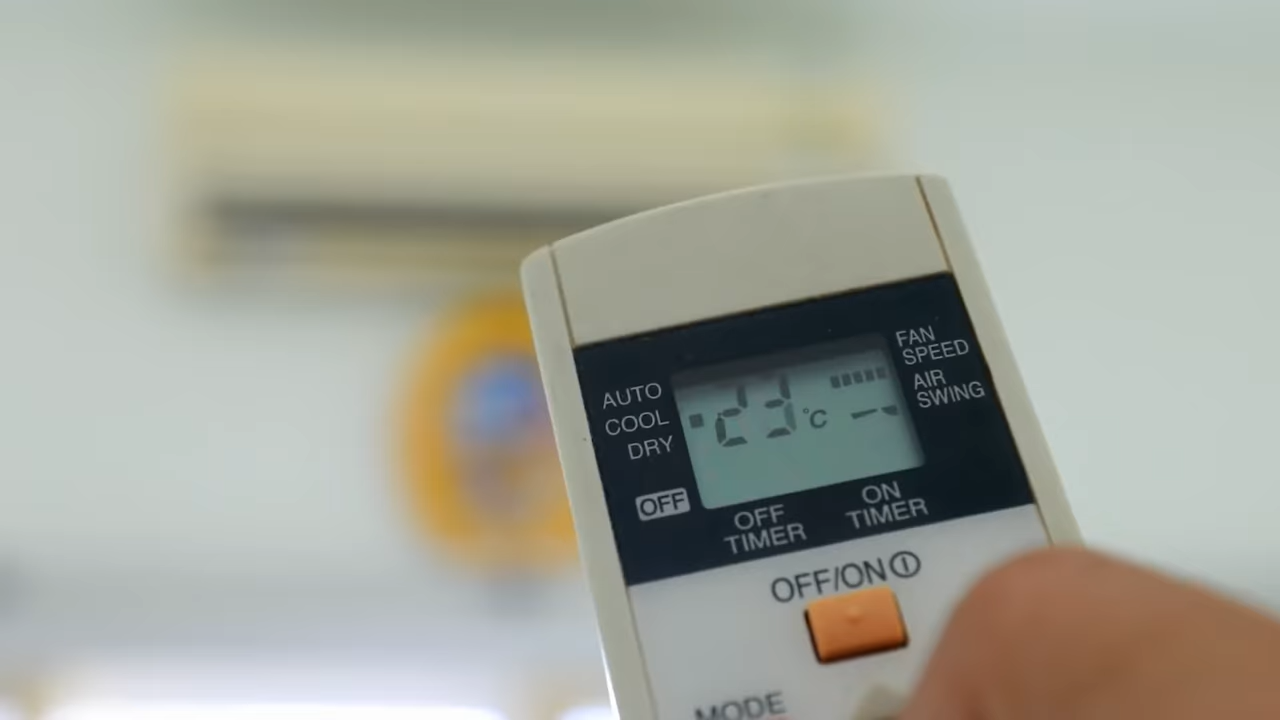 AUTO
COOL
DRY
OFF
23°C
FAN
SPEED
AIR
SWING
OFF
TIMER
ON
TIMER
OFF/ON
MODE